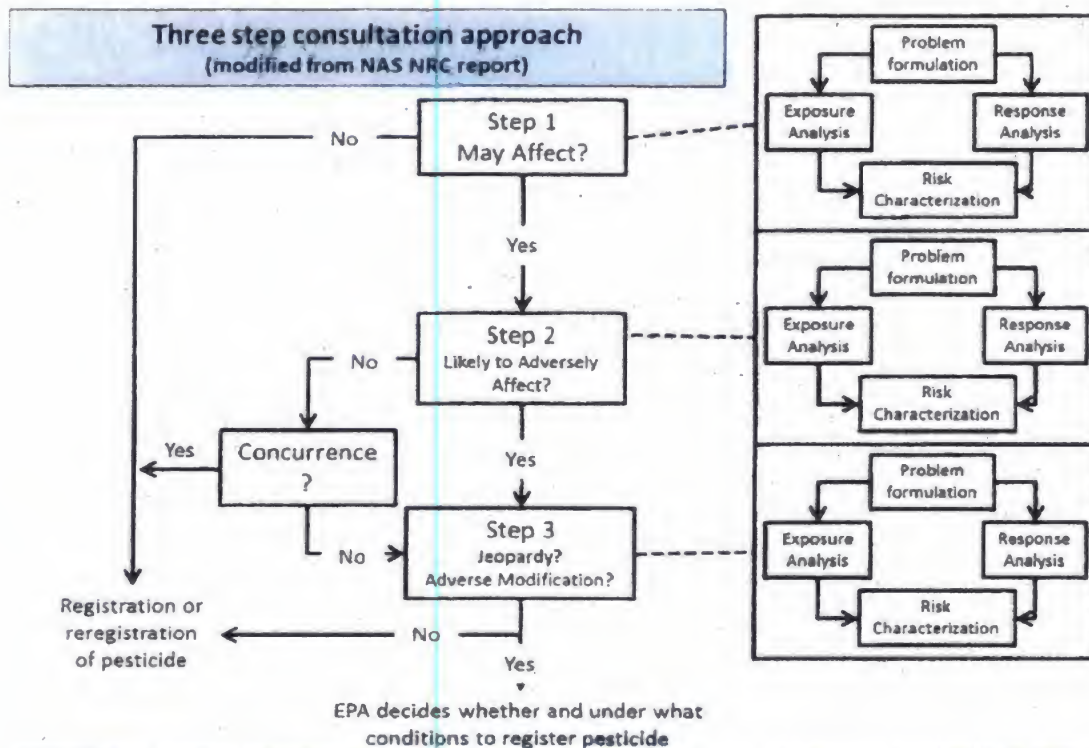 Three step consultation approach
(modified from NAS NRC report)
No
Step 1
May Affect?
Yes
Step 2
Likely to Adversely
Affect?
No
Yes
Concurrence
?
Yes
No
Step 3
Jeopardy?
Adverse Modification?
Registration or
reregistration
of pesticide
No
Yes
EPA decides whether and under what
conditions to register pesticide
Problem
formulation
Exposure
Analysis
Response
Analysis
Risk
Characterization
Problem
formulation
Exposure
Analysis
Response
Analysis
Risk
Characterization
Problem
formulation
Exposure
Analysis
Response
Analysis
Risk
Characterization